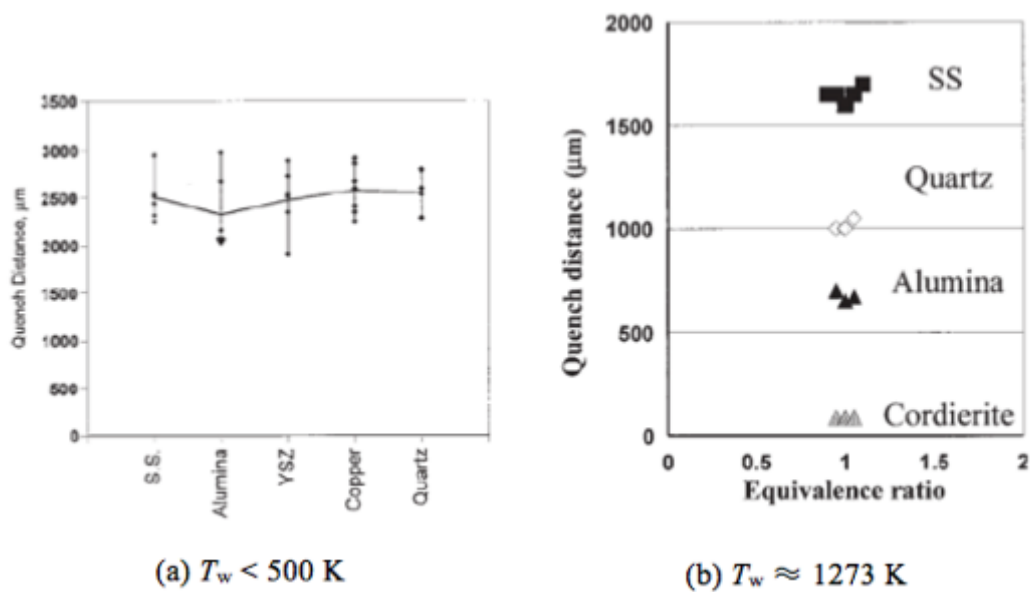 3500
3000
2500
2000
1500
1000
500
0
Quench Distance, µm
S.S.
Alumina
YSZ
Copper
Quartz
(a) Tw < 500 K
2000
1500
1000
500
0
Quench distance (µm)
SS
Quartz
Alumina
Cordierite
0 0.5 1 1.5 2
Equivalence ratio
(b) Tw ≈ 1273 K